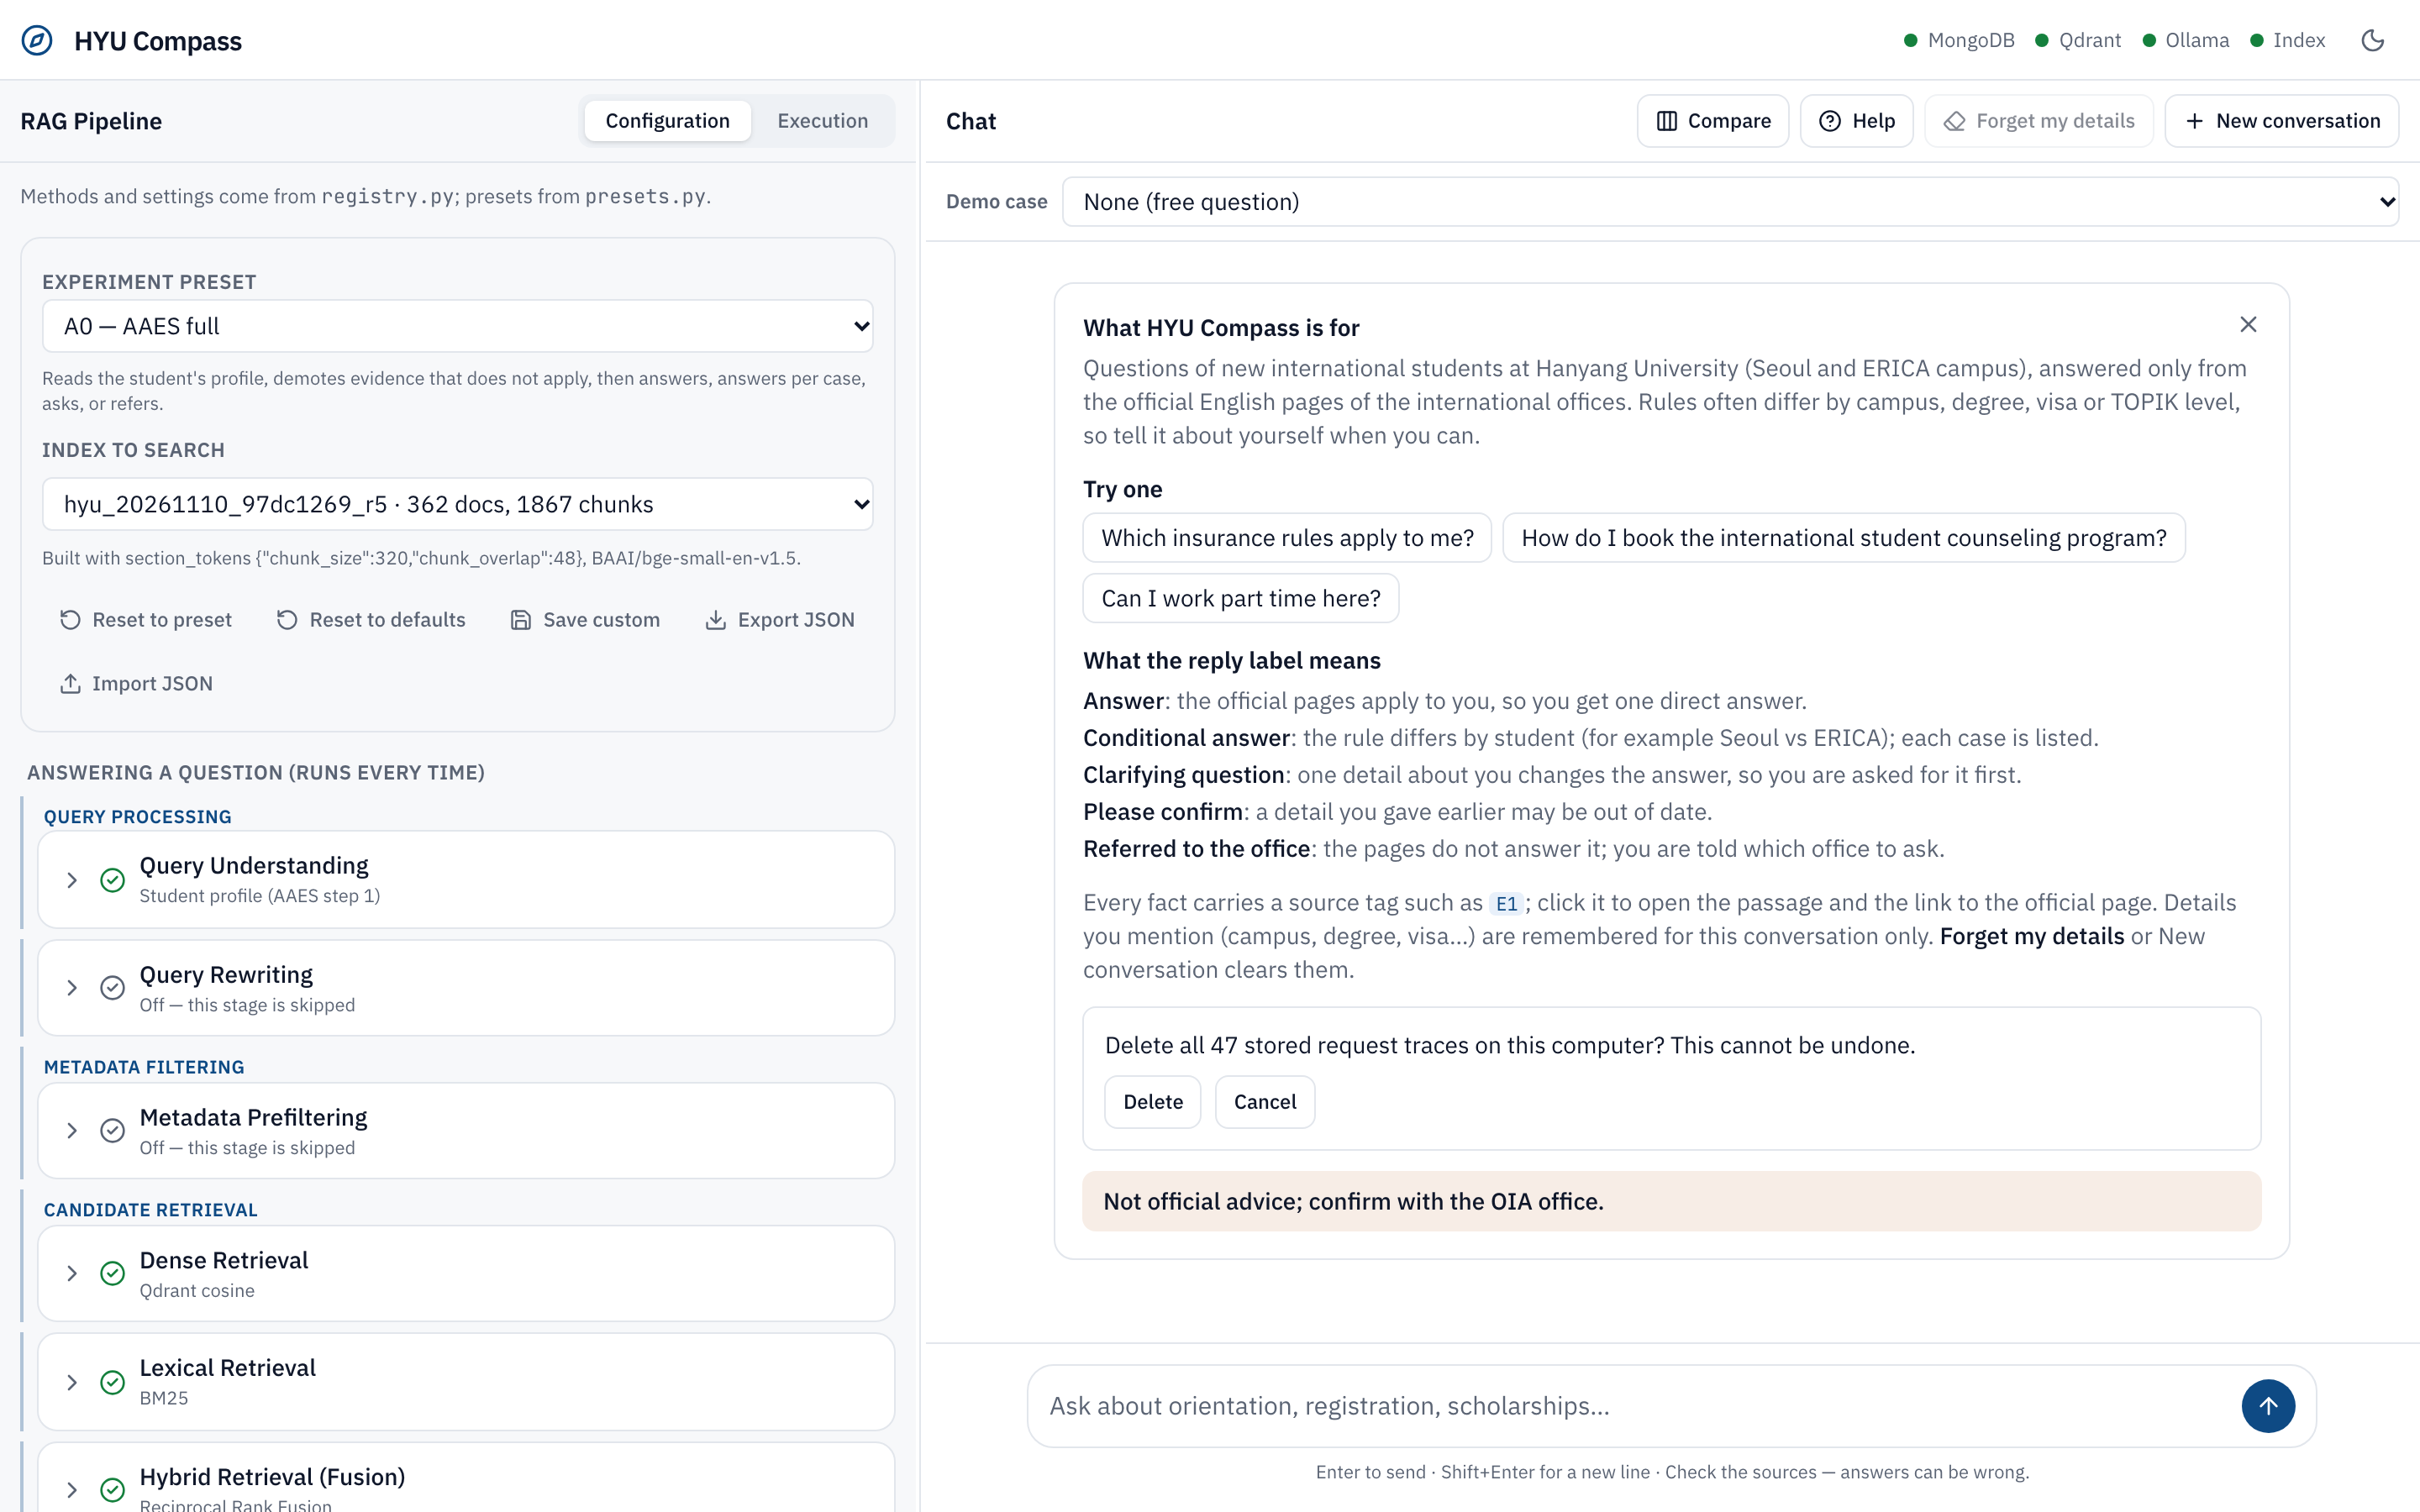 HYU Compass
MongoDB
Qdrant
Ollama
Index
RAG Pipeline
Configuration
Execution
Methods and settings come from registry.py; presets from presets.py.
EXPERIMENT PRESET
A0 — AAES full
Reads the student's profile, demotes evidence that does not apply, then answers, answers per case,
asks, or refers.
INDEX TO SEARCH
hyu_20261110_97dc1269_r5 · 362 docs, 1867 chunks
Built with section_tokens {"chunk_size":320,"chunk_overlap":48}, BAAI/bge-small-en-v1.5.
Reset to preset
Reset to defaults
Save custom
Export JSON
Import JSON
ANSWERING A QUESTION (RUNS EVERY TIME)
QUERY PROCESSING
Query Understanding
Student profile (AAES step 1)
Query Rewriting
Off — this stage is skipped
METADATA FILTERING
Metadata Prefiltering
Off — this stage is skipped
CANDIDATE RETRIEVAL
Dense Retrieval
Qdrant cosine
Lexical Retrieval
BM25
Hybrid Retrieval (Fusion)
Reciprocal Rank Fusion
Chat
Compare
Help
Forget my details
New conversation
Demo case
None (free question)
What HYU Compass is for
Questions of new international students at Hanyang University (Seoul and ERICA campus), answered only from
the official English pages of the international offices. Rules often differ by campus, degree, visa or TOPIK level,
so tell it about yourself when you can.
Try one
Which insurance rules apply to me?
How do I book the international student counseling program?
Can I work part time here?
What the reply label means
Answer: the official pages apply to you, so you get one direct answer.
Conditional answer: the rule differs by student (for example Seoul vs ERICA); each case is listed.
Clarifying question: one detail about you changes the answer, so you are asked for it first.
Please confirm: a detail you gave earlier may be out of date.
Referred to the office: the pages do not answer it; you are told which office to ask.
Every fact carries a source tag such as E1; click it to open the passage and the link to the official page. Details
you mention (campus, degree, visa...) are remembered for this conversation only. Forget my details or New
conversation clears them.
Delete all 47 stored request traces on this computer? This cannot be undone.
Delete
Cancel
Not official advice; confirm with the OIA office.
Ask about orientation, registration, scholarships...
Enter to send · Shift+Enter for a new line · Check the sources — answers can be wrong.